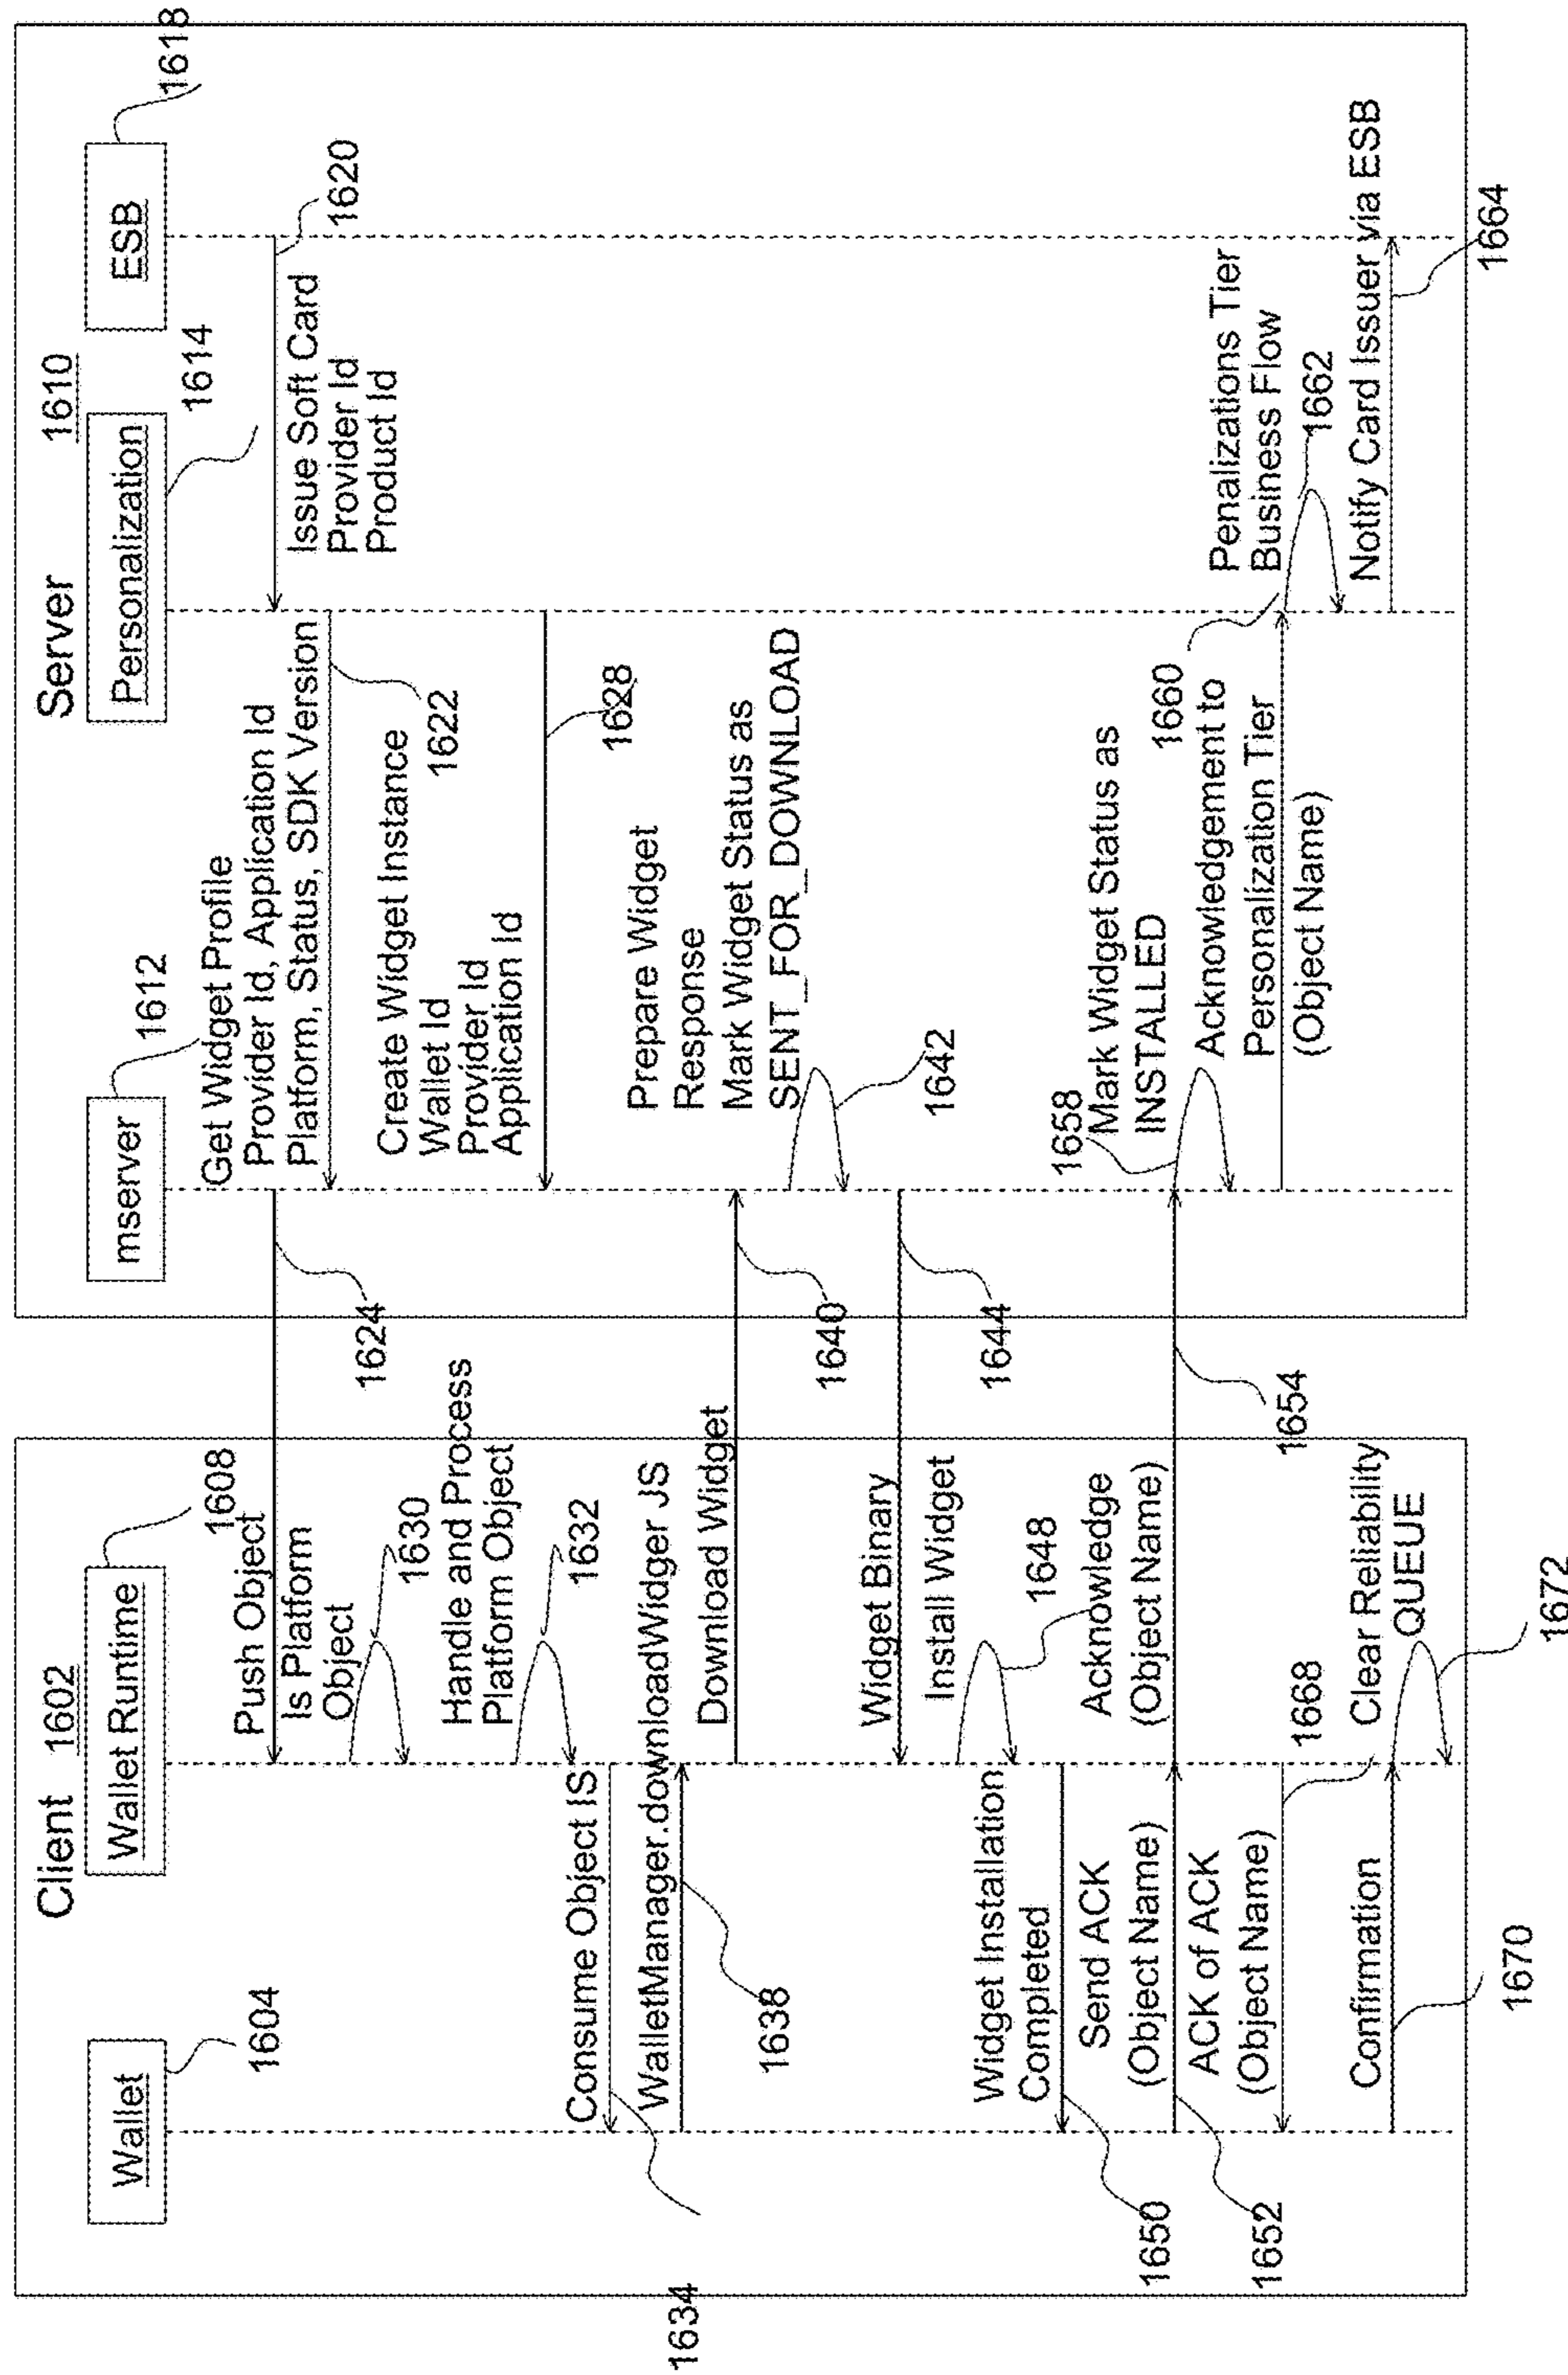 Client 1602
Server 1610
Wallet
1604
Wallet Runtime
1608
mserver
1612
Personalization
1614
ESB
1618
Issue Soft Card
Provider Id
Product Id
1620
Get Widget Profile
Provider Id, Application Id
Platform, Status, SDK Version
1622
Push Object
1624
Is Platform
Object
1630
Create Widget Instance
Wallet Id
Provider Id
Application Id
1628
Handle and Process
Platform Object
1632
Consume Object IS
1634
WalletManager.downloadWidger JS
1638
Download Widget
1640
Prepare Widget
Response
Mark Widget Status as
SENT_FOR_DOWNLOAD
1642
Widget Binary
1644
Install Widget
1648
Widget Installation
Completed
1650
Send ACK
(Object Name)
1652
Acknowledge
(Object Name)
1654
1658
Mark Widget Status as
INSTALLED
1660
Acknowledgement to
Personalization Tier
(Object Name)
Penalizations Tier
Business Flow
1662
Notify Card Issuer via ESB
1664
ACK of ACK
(Object Name)
1668
Confirmation
1670
Clear Reliability
QUEUE
1672